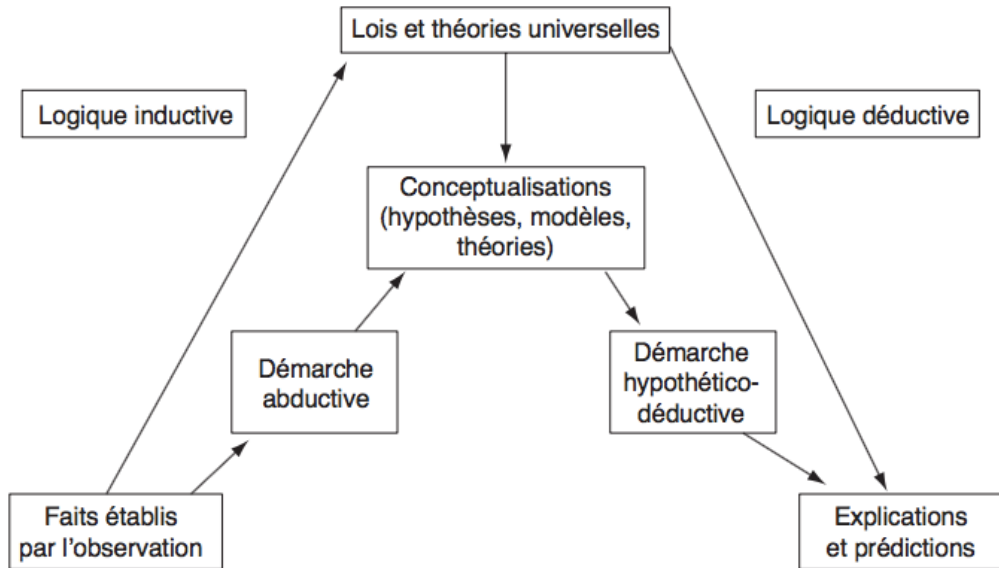 Lois et théories universelles
Logique inductive
Logique déductive
Conceptualisations
(hypothèses, modèles,
théories)
Démarche
abductive
Démarche
hypothético-
déductive
Faits établis
par l’observation
Explications
et prédictions